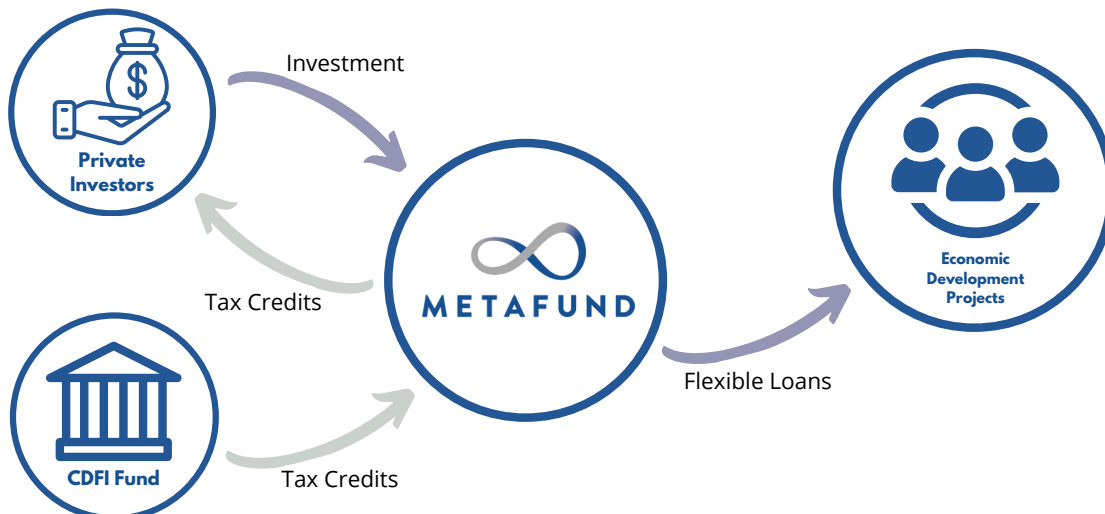 Investment
Private
Investors
Tax Credits
METAFUND
Economic
Development
Projects
Flexible Loans
CDFI Fund
Tax Credits